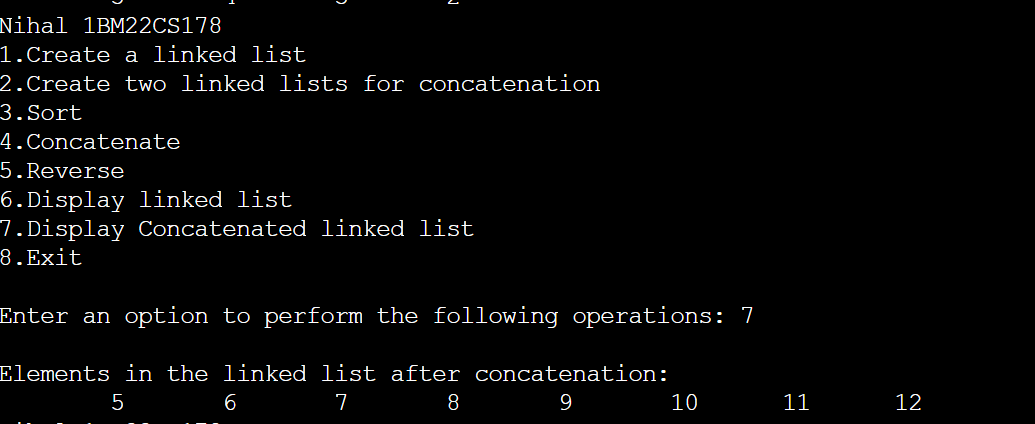 Nihal 1BM22CS178
1.Create a linked list
2.Create two linked lists for concatenation
3.Sort
4.Concatenate
5.Reverse
6.Display linked list
7.Display Concatenated linked list
8.Exit
Enter an option to perform the following operations: 7
Elements in the linked list after concatenation:
5 6 7 8 9 10 11 12